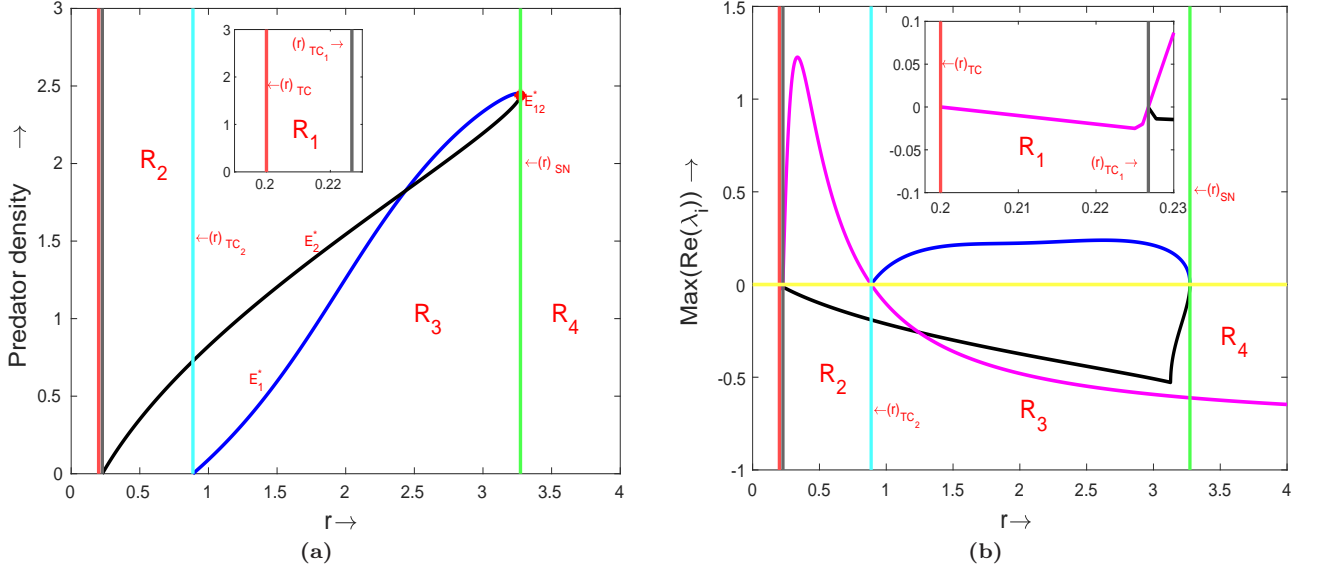 3
2.5
2
1.5
1
0.5
0
0
0.5
1
1.5
2
2.5
3
3.5
4
Predator density →
r→
R₂
R₃
R₄
E₂*
E₁*
E₁₂*
←(r) TC₂
←(r) SN
3
2
1
0
0.2
0.22
(r) TC₁ →
←(r) TC
R₁
(a)
1.5
1
0.5
0
-0.5
-1
0
0.5
1
1.5
2
2.5
3
3.5
4
Max(Re(λᵢ)) →
r→
R₂
R₃
R₄
←(r)TC₂
←(r)SN
0.1
0.05
0
-0.05
-0.1
0.2
0.21
0.22
0.23
←(r)TC
R₁
(r)TC₁ →
(b)